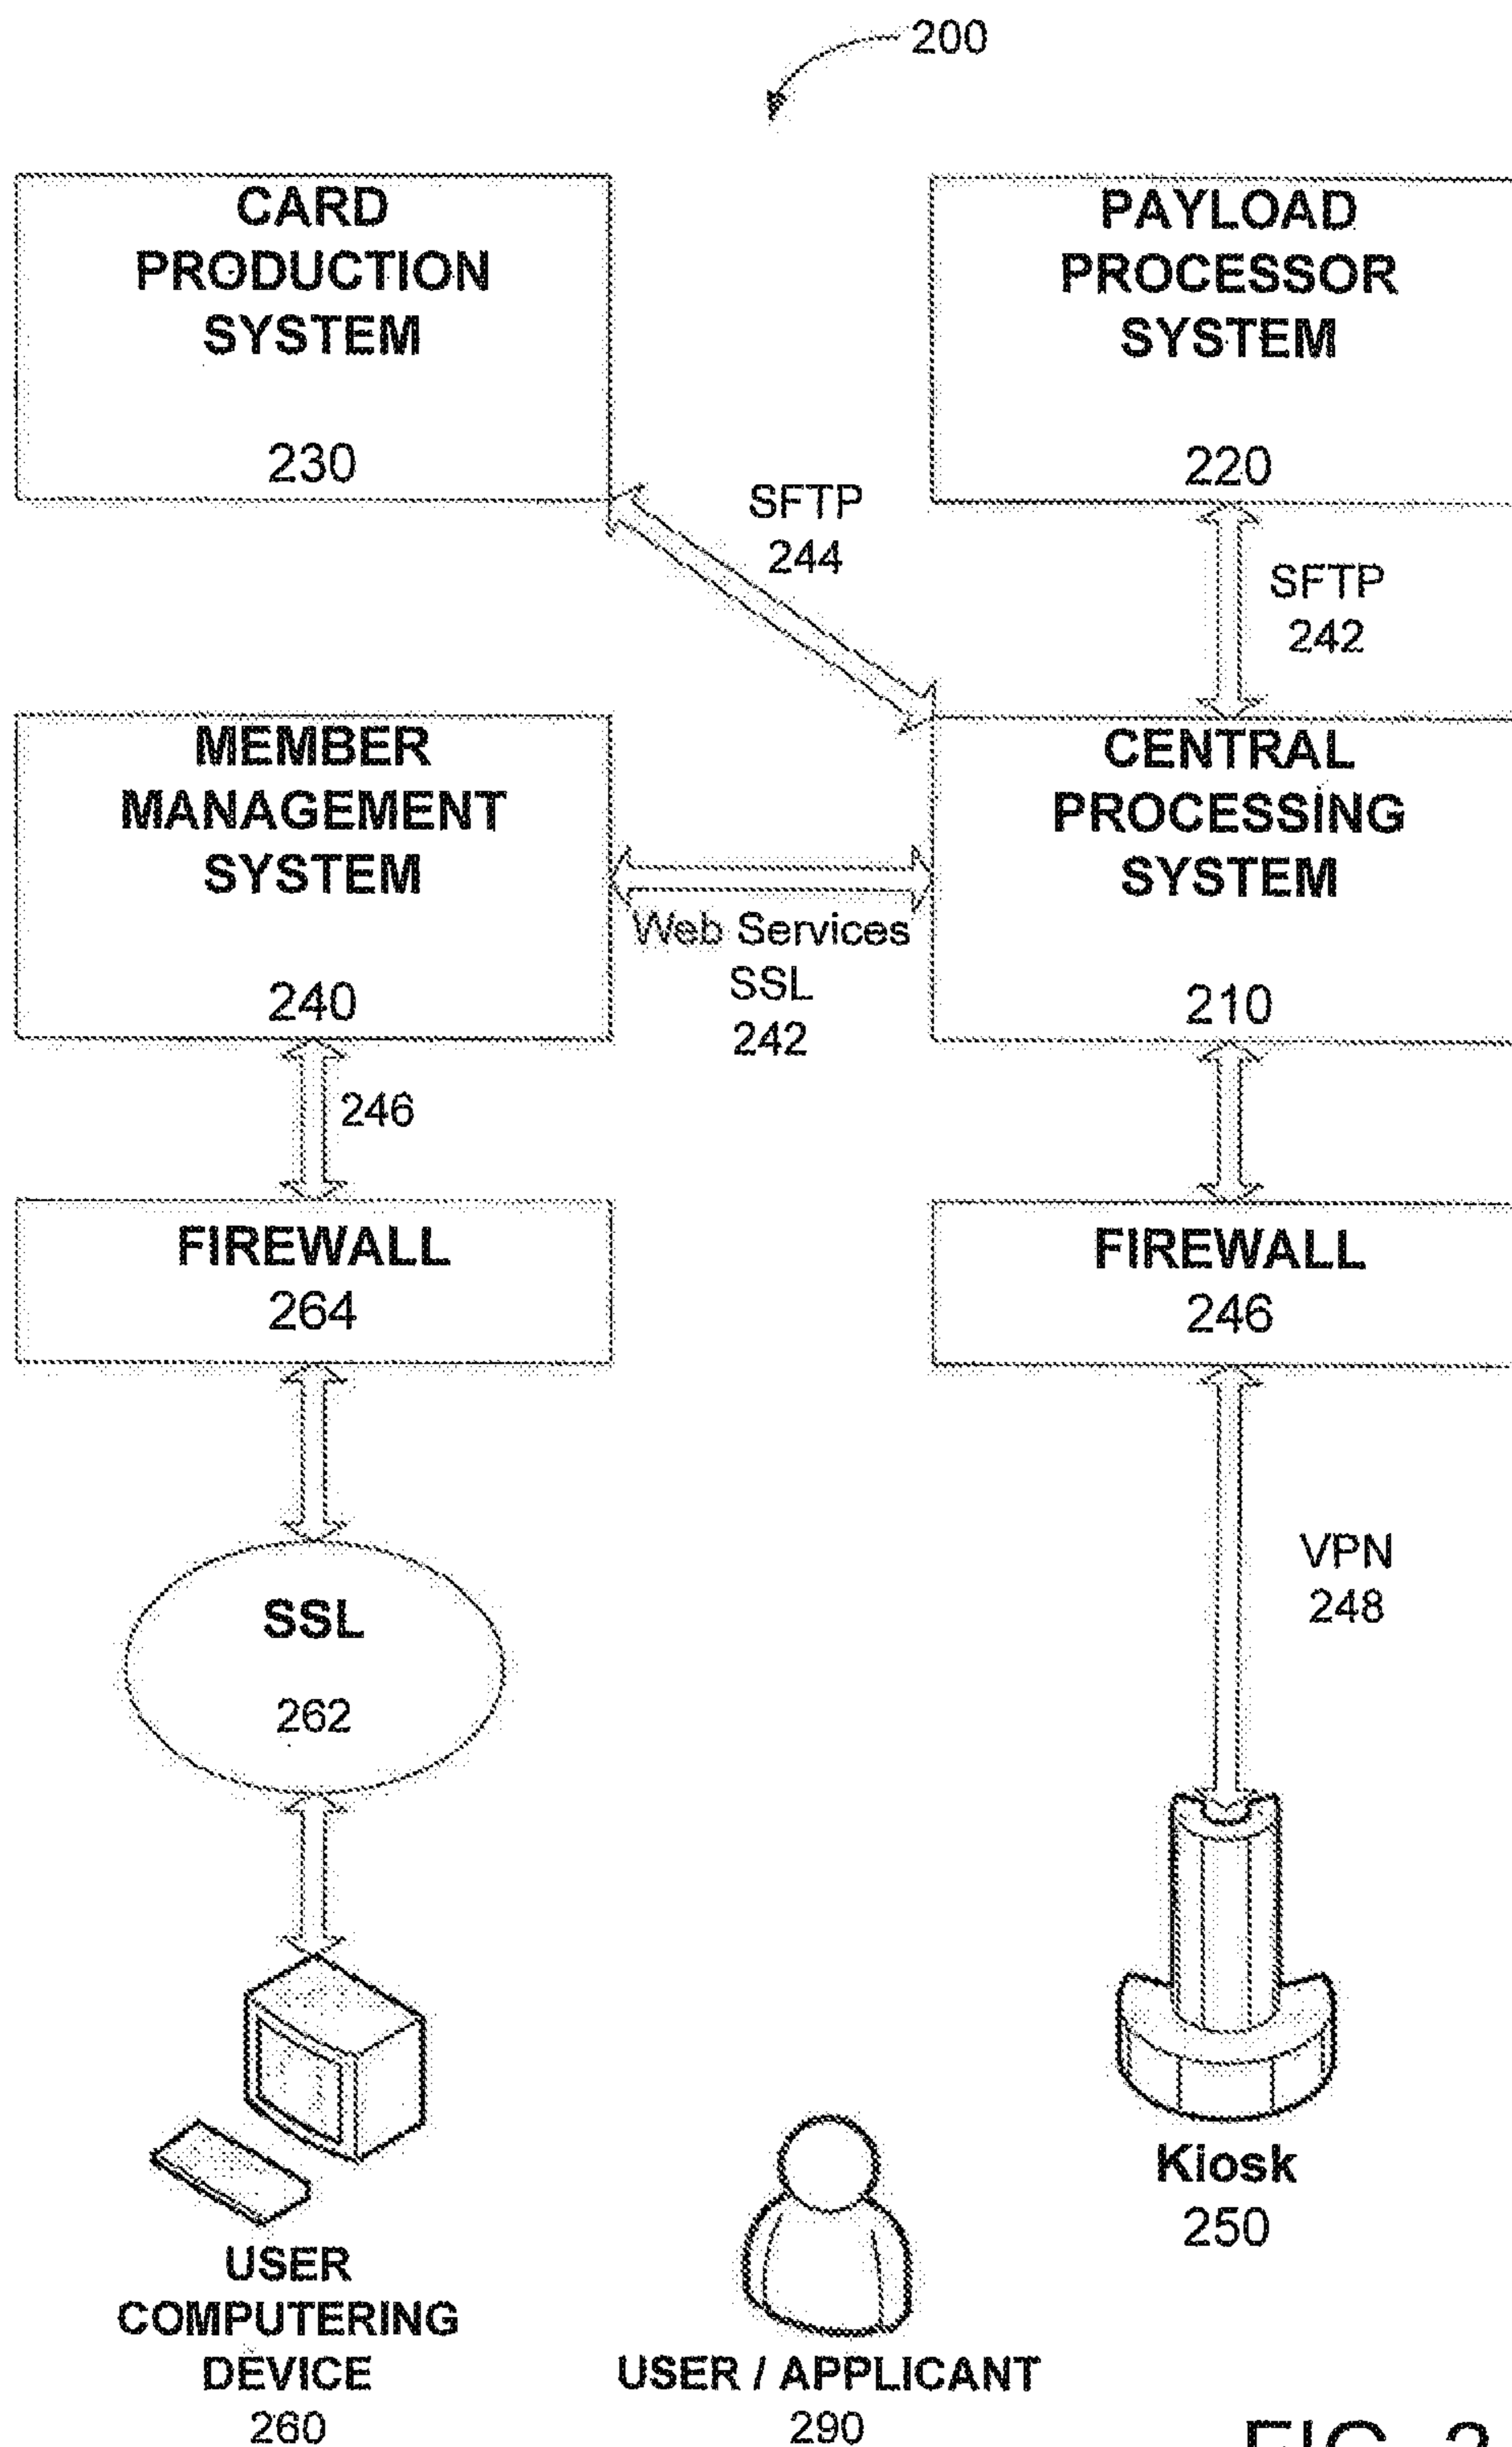 200
CARD
PRODUCTION
SYSTEM
230
PAYLOAD
PROCESSOR
SYSTEM
220
SFTP
244
SFTP
242
MEMBER
MANAGEMENT
SYSTEM
240
Web Services
SSL
242
CENTRAL
PROCESSING
SYSTEM
210
246
FIREWALL
264
FIREWALL
246
SSL
262
VPN
248
USER
COMPUTERING
DEVICE
260
USER / APPLICANT
290
Kiosk
250
FIG. 2